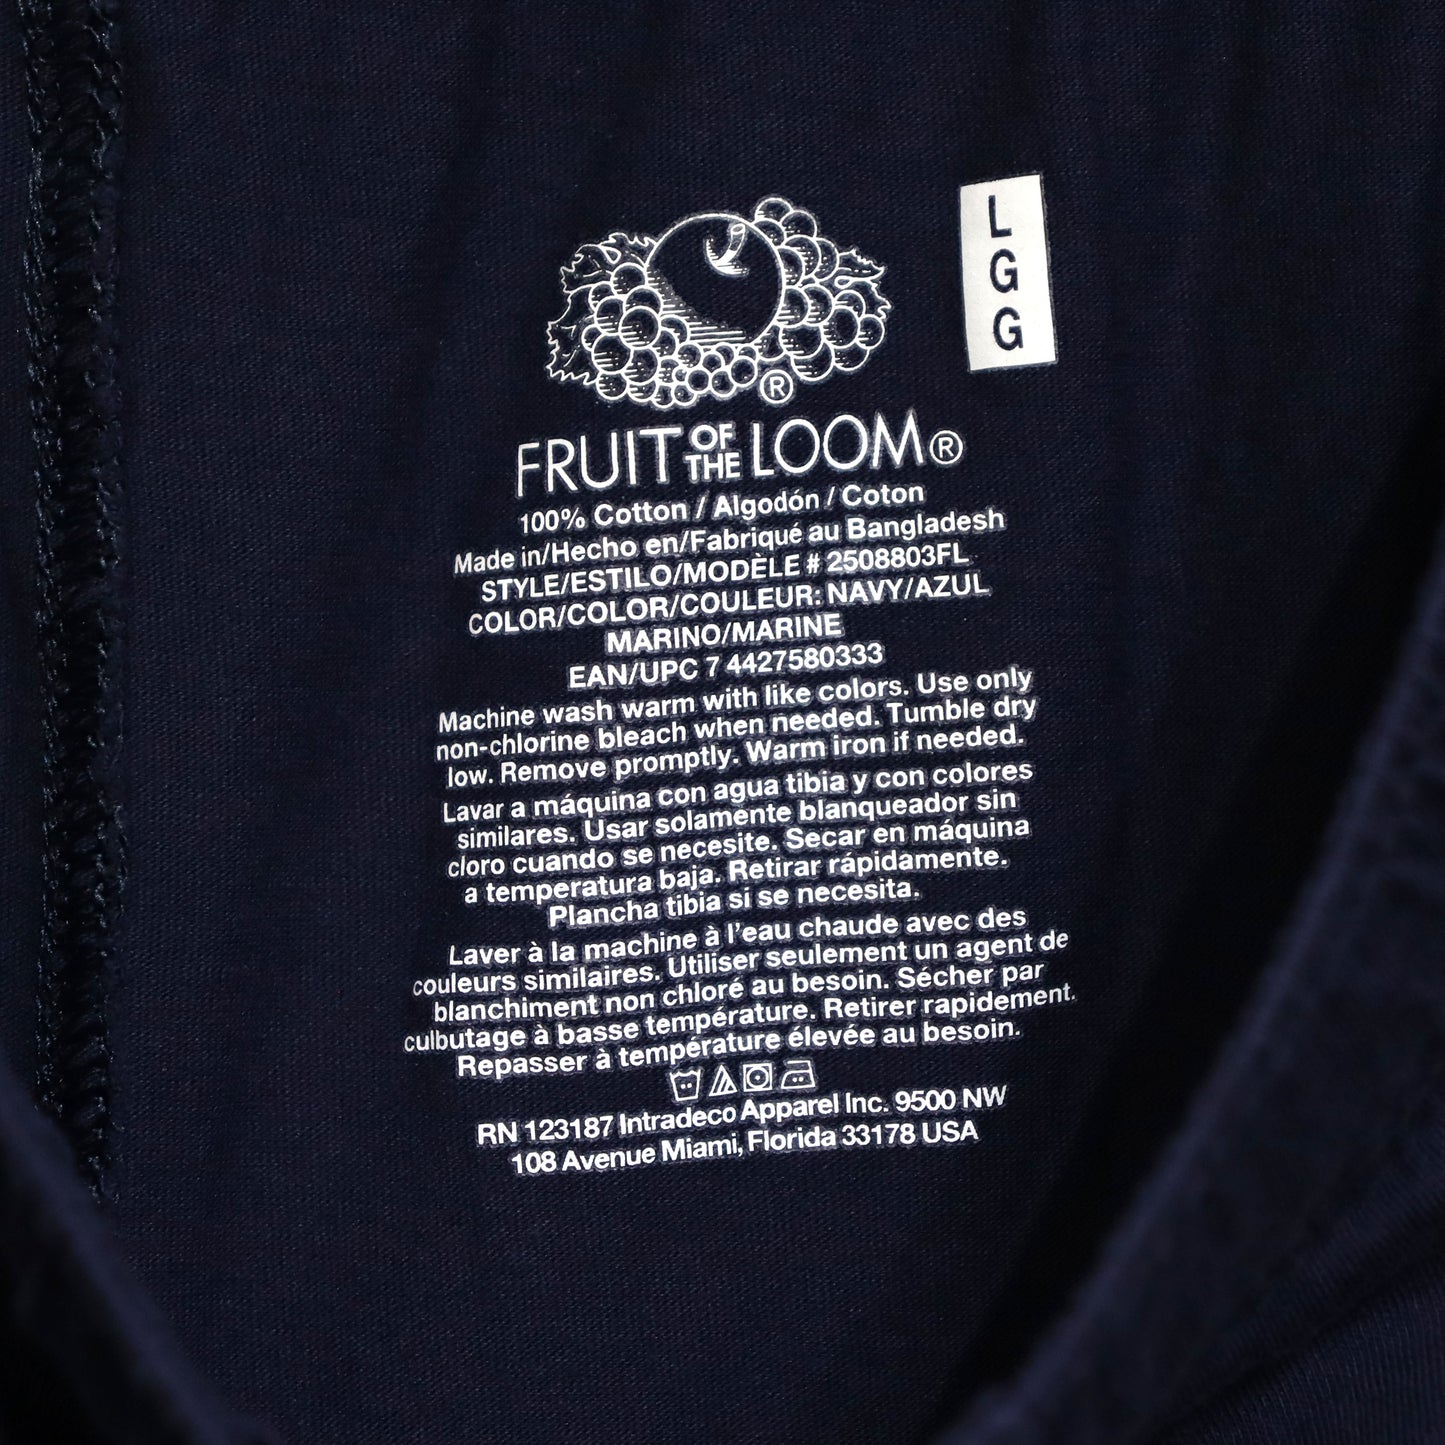 L
G
G
®
FRUIT OF THE LOOM®
100% Cotton / Algodón / Coton
Made in/Hecho en/Fabriqué au Bangladesh
STYLE/ESTILO/MODÈLE # 2508803FL
COLOR/COLOR/COULEUR: NAVY/AZUL
MARINO/MARINE
EAN/UPC 7 4427580333
Machine wash warm with like colors. Use only
non-chlorine bleach when needed. Tumble dry
low. Remove promptly. Warm iron if needed.
Lavar a máquina con agua tibia y con colores
similares. Usar solamente blanqueador sin
cloro cuando se necesite. Secar en máquina
a temperatura baja. Retirar rápidamente.
Plancha tibia si se necesita.
Laver à la machine à l'eau chaude avec des
couleurs similaires. Utiliser seulement un agent de
blanchiment non chloré au besoin. Sécher par
culbutage à basse température. Retirer rapidement.
Repasser à température élevée au besoin.
RN 123187 Intradeco Apparel Inc. 9500 NW
108 Avenue Miami, Florida 33178 USA